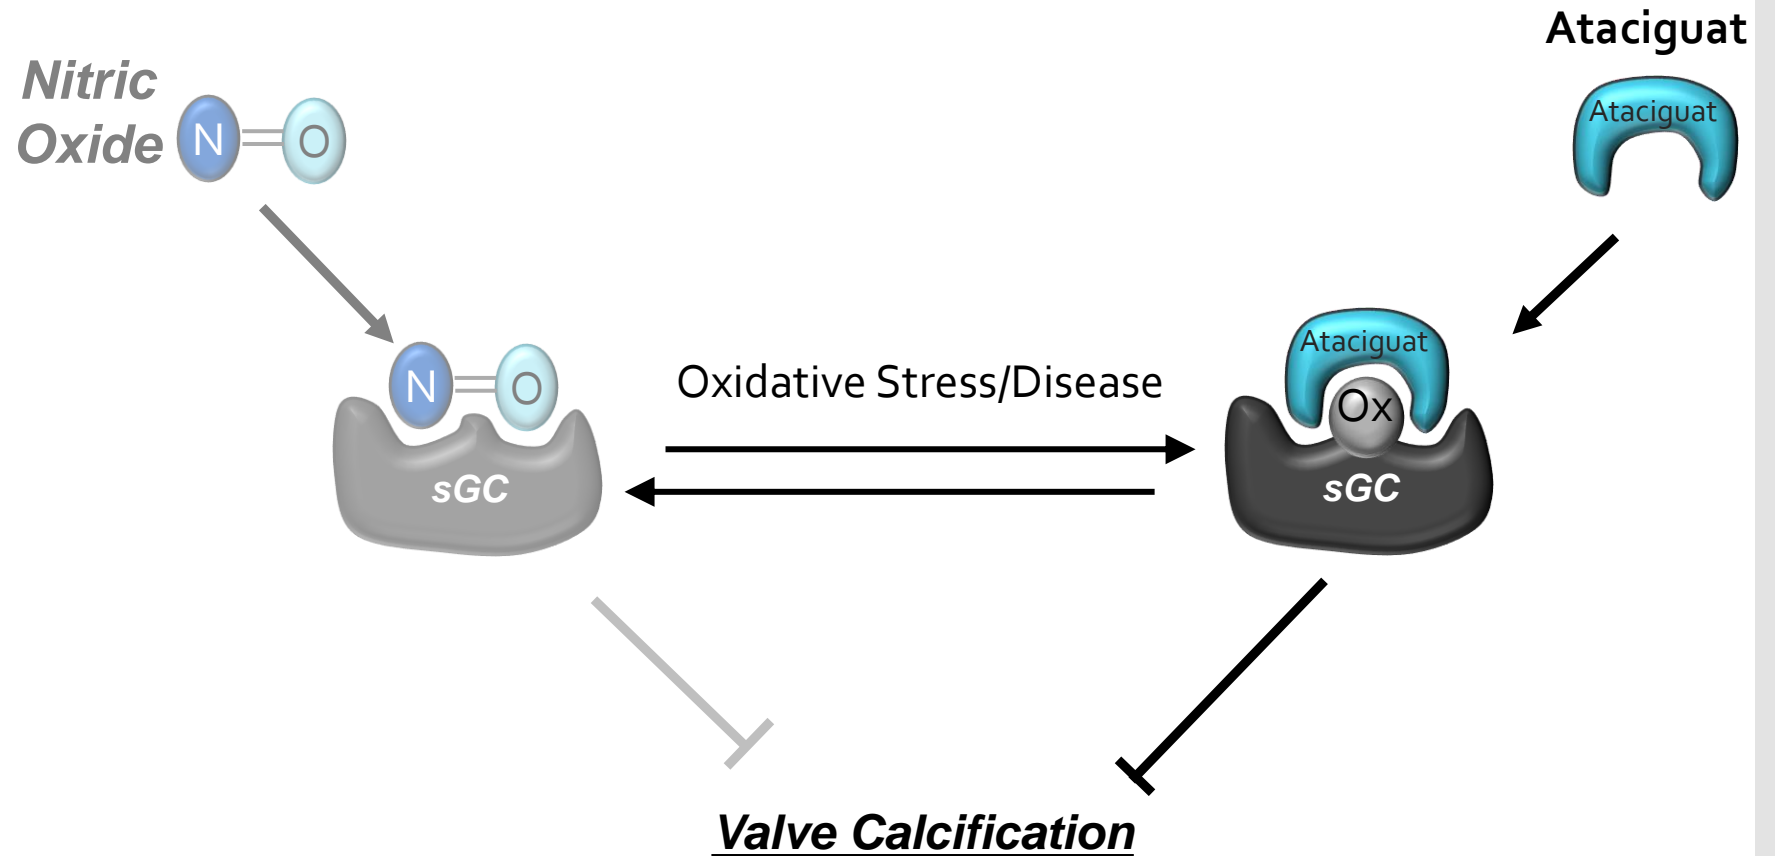 Ataciguat
Nitric
Oxide
N
O
Ataciguat
N
O
Oxidative Stress/Disease
Ataciguat
Ox
sGC
sGC
Valve Calcification